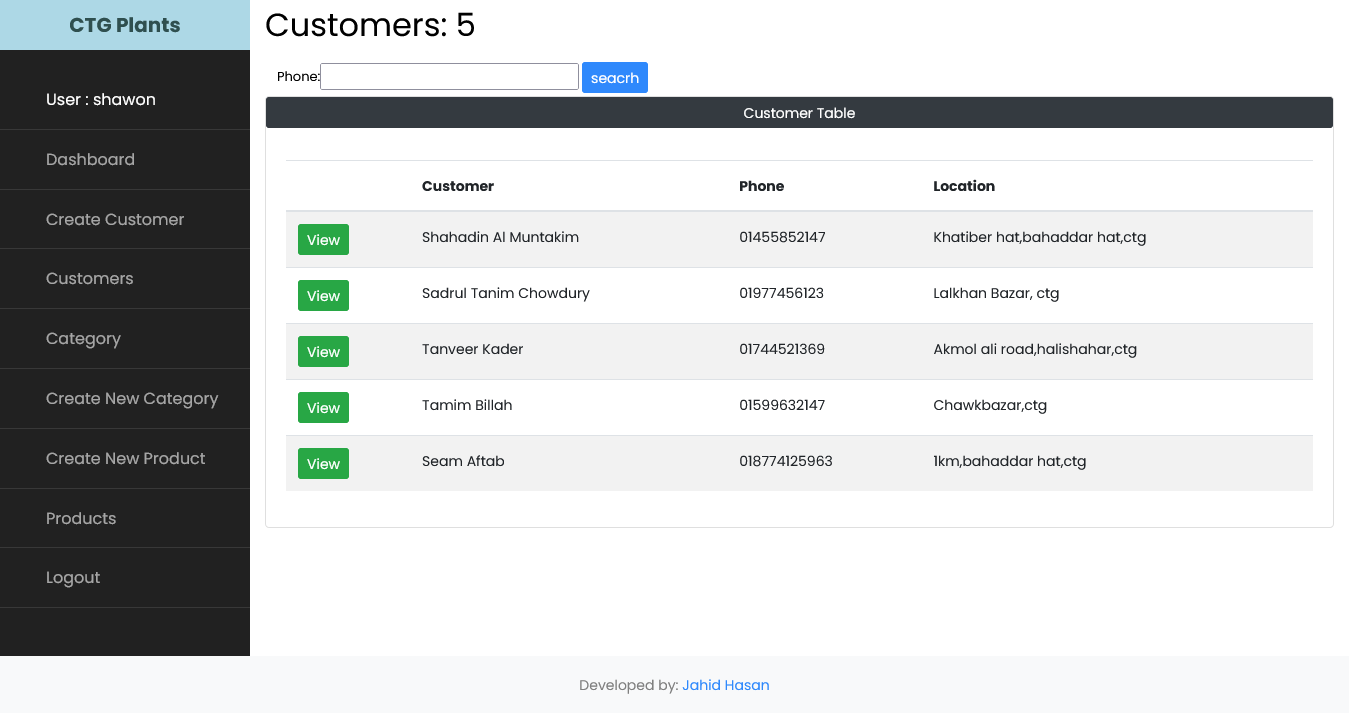 CTG Plants
User : shawon
Dashboard
Create Customer
Customers
Category
Create New Category
Create New Product
Products
Logout
Customers: 5
Phone: seacrh
Customer Table
Customer Phone Location
View Shahadin Al Muntakim 01455852147 Khatiber hat,bahaddar hat,ctg
View Sadrul Tanim Chowdury 01977456123 Lalkhan Bazar, ctg
View Tanveer Kader 01744521369 Akmol ali road,halishahar,ctg
View Tamim Billah 01599632147 Chawkbazar,ctg
View Seam Aftab 018774125963 1km,bahaddar hat,ctg
Developed by: Jahid Hasan